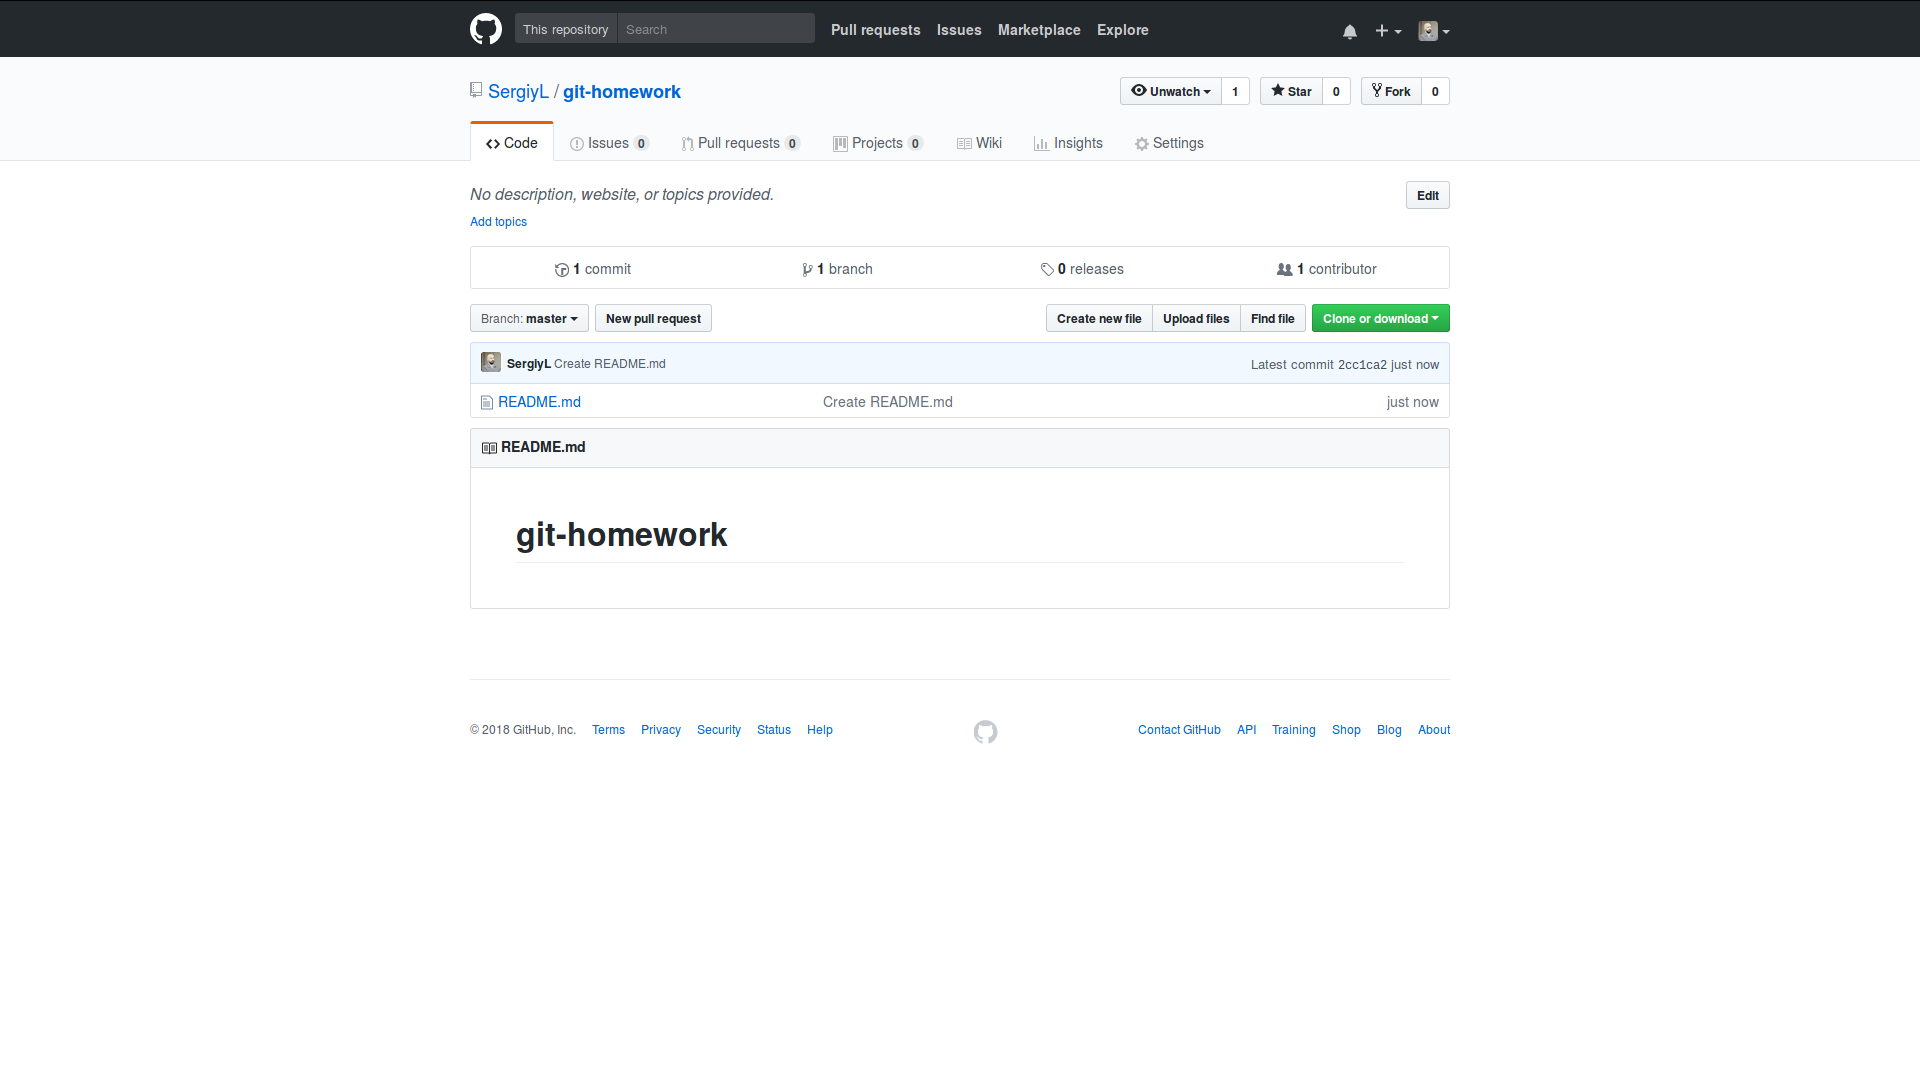 This repository Search Pull requests Issues Marketplace Explore
SergiyL / git-homework Unwatch 1 Star 0 Fork 0
Code Issues 0 Pull requests 0 Projects 0 Wiki Insights Settings
No description, website, or topics provided. Edit
Add topics
1 commit 1 branch 0 releases 1 contributor
Branch: master New pull request Create new file Upload files Find file Clone or download
SergiyL Create README.md Latest commit 2cc1ca2 just now
README.md Create README.md just now
README.md
git-homework
© 2018 GitHub, Inc. Terms Privacy Security Status Help Contact GitHub API Training Shop Blog About